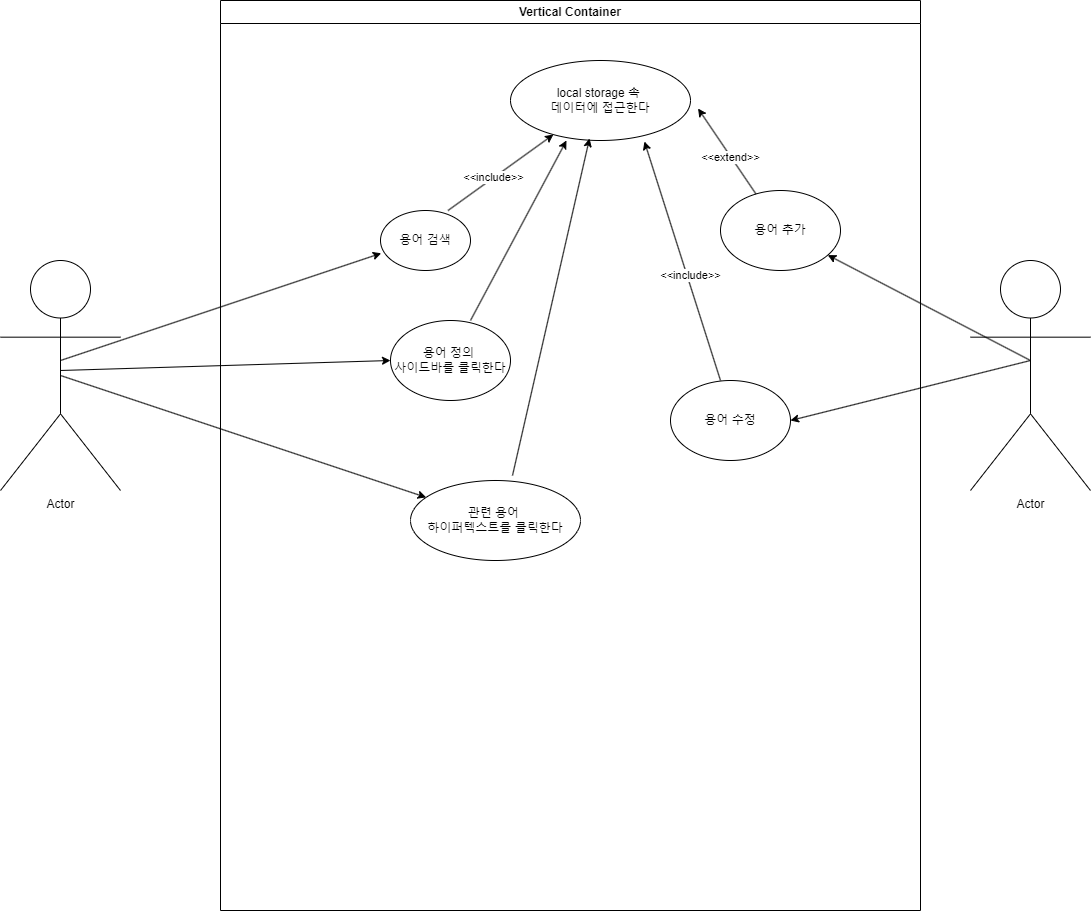 Vertical Container
local storage 속
데이터에 접근한다
<<extend>>
<<include>>
용어 추가
용어 검색
<<include>>
용어 정의
사이드바를 클릭한다
용어 수정
Actor
Actor
관련 용어
하이퍼텍스트를 클릭한다